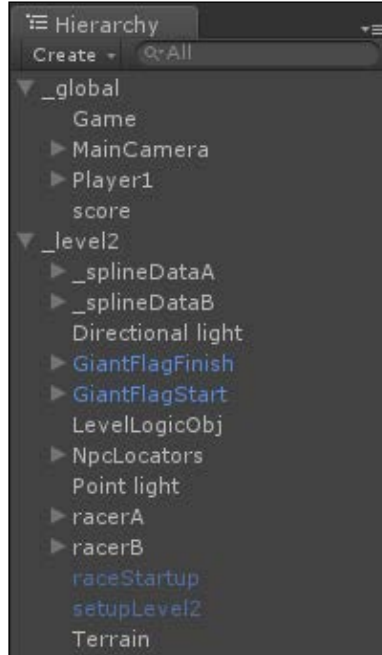 Hierarchy
Create All
_global
Game
MainCamera
Player1
score
_level2
_splineDataA
_splineDataB
Directional light
GiantFlagFinish
GiantFlagStart
LevelLogicObj
NpcLocators
Point light
racerA
racerB
raceStartup
setupLevel2
Terrain